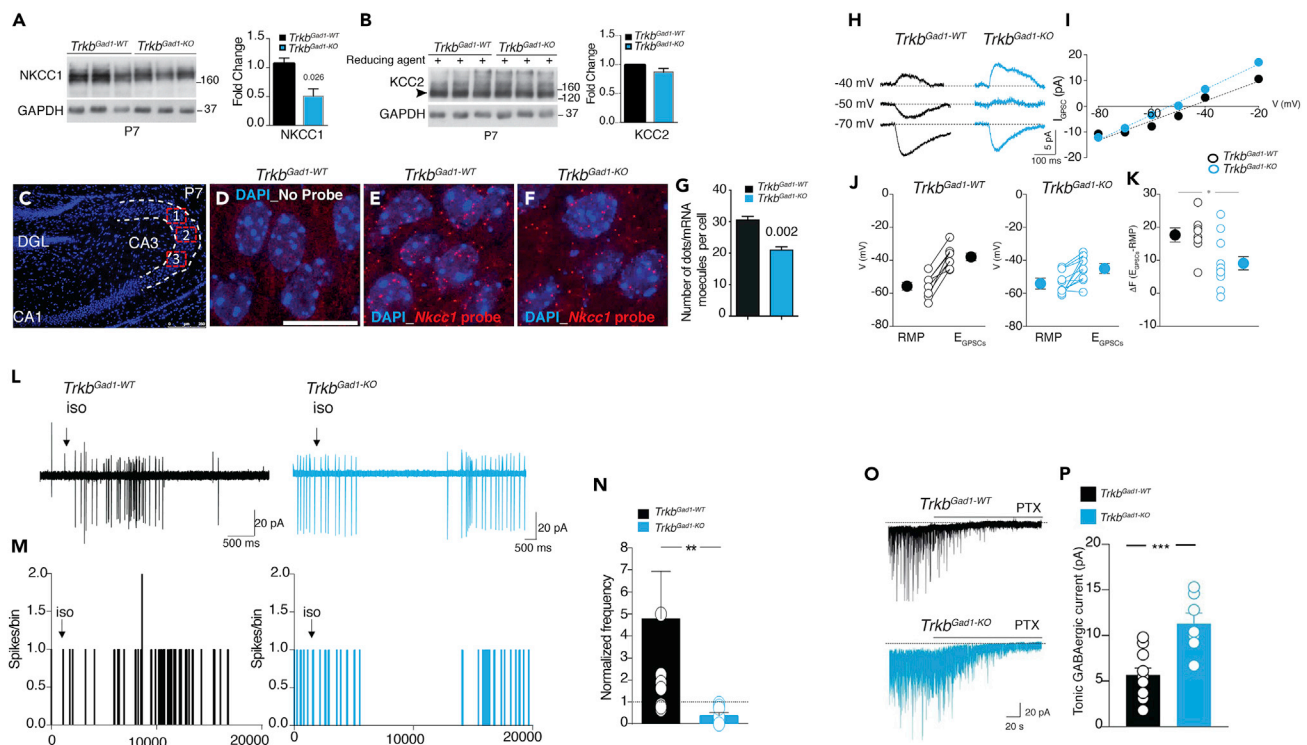 A
Trkb^Gad1-WT Trkb^Gad1-KO
NKCC1
160
GAPDH
37
P7
Trkb^Gad1-WT
Trkb^Gad1-KO
Fold Change
1.5
1.0
0.5
0.0
0.026
NKCC1
B
Trkb^Gad1-WT Trkb^Gad1-KO
Reducing agent + + + + + +
KCC2
160
120
GAPDH
37
P7
Trkb^Gad1-WT
Trkb^Gad1-KO
Fold Change
1.5
1.0
0.5
0.0
KCC2
C
P7
1
2
3
DGL
CA3
CA1
D
Trkb^Gad1-WT
DAPI_No Probe
E
DAPI_Nkcc1 probe
Trkb^Gad1-KO
F
DAPI_Nkcc1 probe
G
Trkb^Gad1-WT
Trkb^Gad1-KO
Number of dots/mRNA
moecules per cell
40
30
20
10
0
0.002
H
Trkb^Gad1-WT Trkb^Gad1-KO
-40 mV
-50 mV
-70 mV
5 pA
100 ms
I
I_GPSC (pA)
20
10
0
-10
-20
-80 -60 -40 -20
V (mV)
Trkb^Gad1-WT
Trkb^Gad1-KO
J
Trkb^Gad1-WT
V (mV)
0
-20
-40
-60
-80
RMP E_GPSCs
Trkb^Gad1-KO
V (mV)
0
-20
-40
-60
-80
RMP E_GPSCs
K
ΔF (E_GPSCs-RMP)
30
20
10
0
-10
*
L
Trkb^Gad1-WT
iso
20 pA
500 ms
Trkb^Gad1-KO
iso
20 pA
500 ms
M
Spikes/bin
2.0
1.5
1.0
0.5
0.0
iso
0 10000 20000
Spikes/bin
2.0
1.5
1.0
0.5
0.0
iso
0 10000 20000
N
Trkb^Gad1-WT
Trkb^Gad1-KO
Normalized frequency
8
7
6
5
4
3
2
1
0
**
O
Trkb^Gad1-WT PTX
Trkb^Gad1-KO PTX
20 pA
20 s
P
Trkb^Gad1-WT
Trkb^Gad1-KO
Tonic GABAergic current (pA)
20
15
10
5
0
***